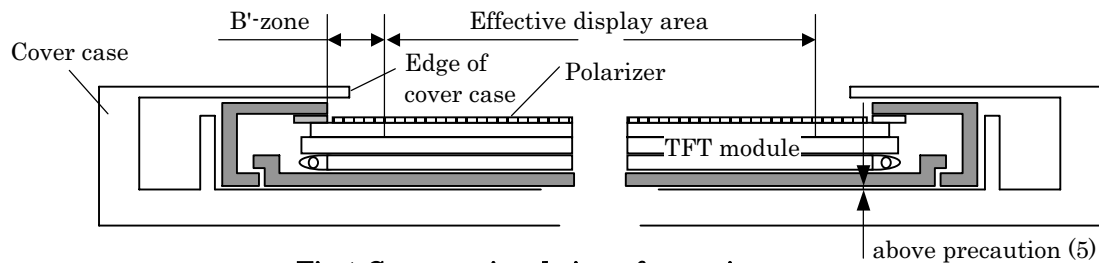 B'-zone
Effective display area
Cover case
Edge of
cover case
Polarizer
TFT module
above precaution (5)